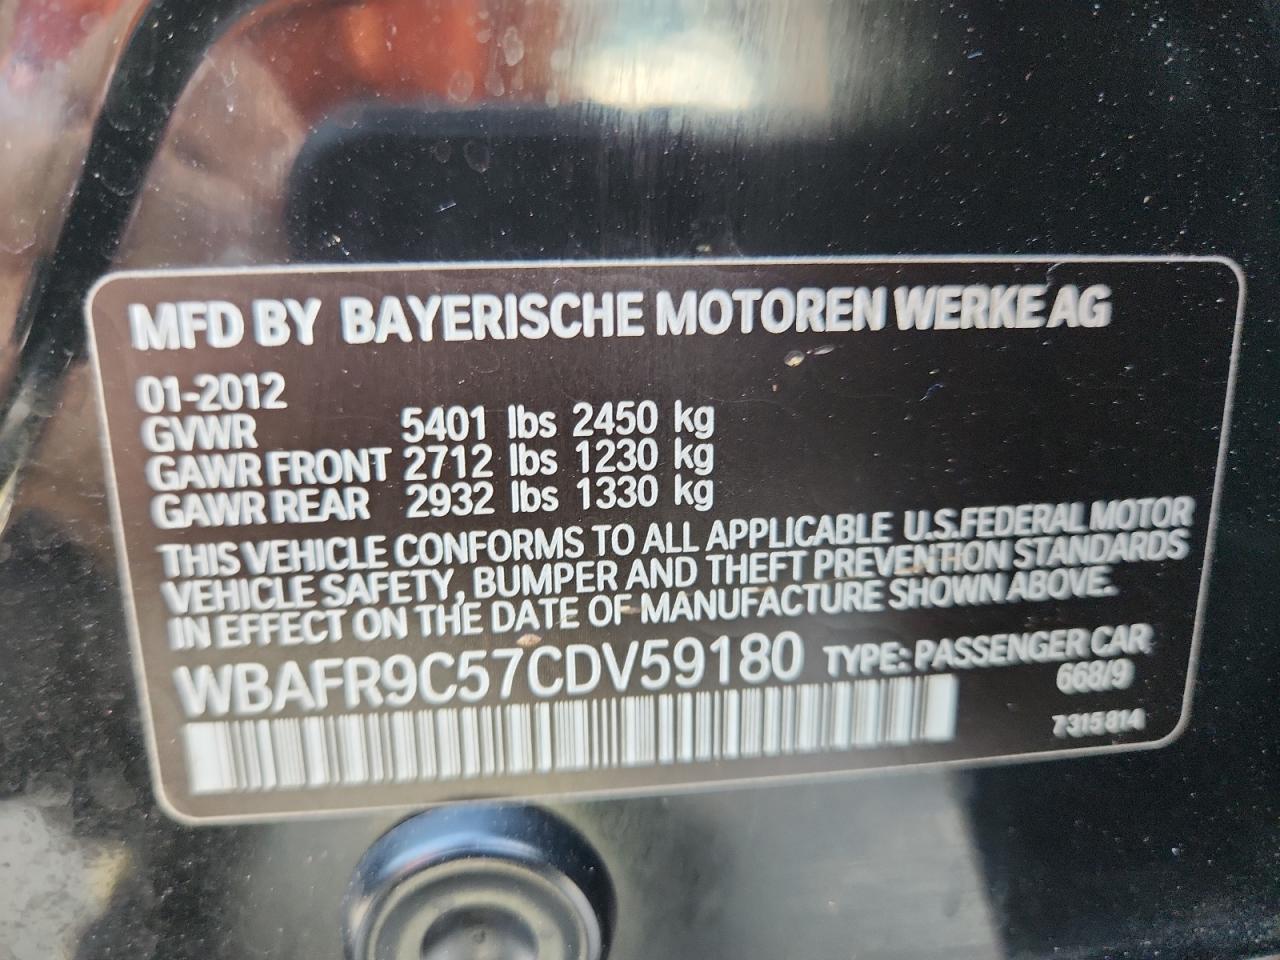 MFD BY BAYERISCHE MOTOREN WERKE AG
01-2012
GVWR 5401 lbs 2450 kg
GAWR FRONT 2712 lbs 1230 kg
GAWR REAR 2932 lbs 1330 kg
THIS VEHICLE CONFORMS TO ALL APPLICABLE U.S.FEDERAL MOTOR
VEHICLE SAFETY, BUMPER AND THEFT PREVENTION STANDARDS
IN EFFECT ON THE DATE OF MANUFACTURE SHOWN ABOVE.
WBAFR9C57CDV59180 TYPE: PASSENGER CAR
668/9
7 315 814